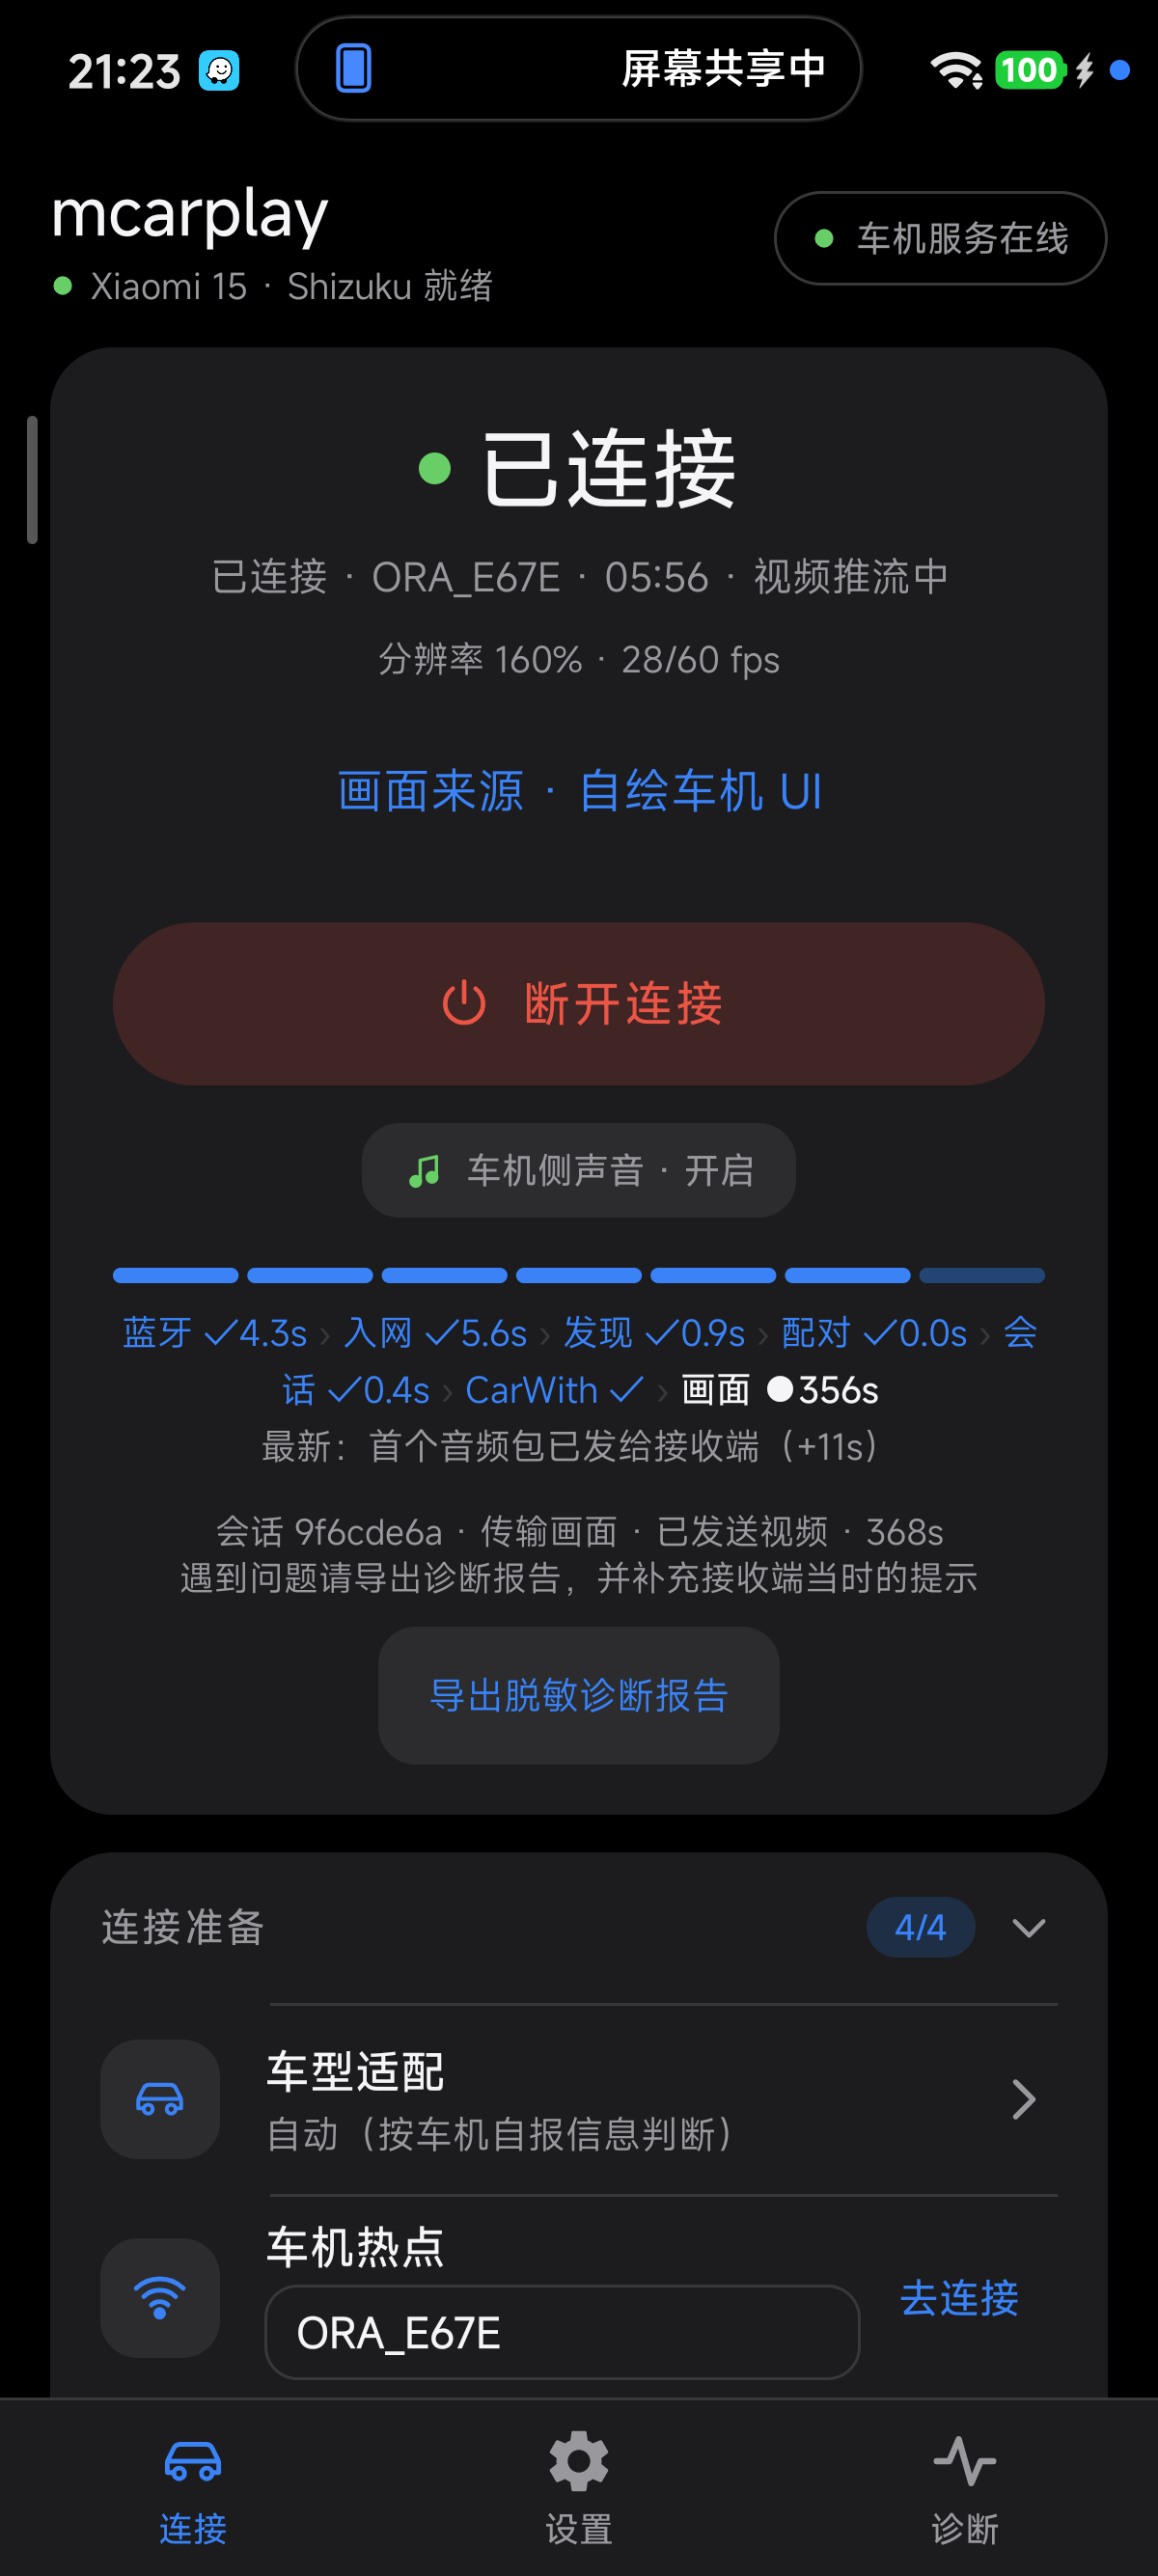 21:23
屏幕共享中
100
mcarplay
车机服务在线
Xiaomi 15 · Shizuku 就绪
已连接
已连接 · ORA_E67E · 05:56 · 视频推流中
分辨率 160% · 28/60 fps
画面来源 · 自绘车机 UI
断开连接
车机侧声音 · 开启
蓝牙 ✓4.3s › 入网 ✓5.6s › 发现 ✓0.9s › 配对 ✓0.0s › 会
话 ✓0.4s › CarWith ✓ › 画面 ●356s
最新：首个音频包已发给接收端（+11s）
会话 9f6cde6a · 传输画面 · 已发送视频 · 368s
遇到问题请导出诊断报告，并补充接收端当时的提示
导出脱敏诊断报告
连接准备
4/4
车型适配
自动（按车机自报信息判断）
车机热点
ORA_E67E
去连接
连接
设置
诊断